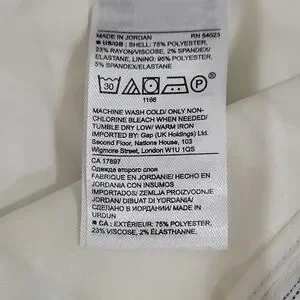 MADE IN JORDAN RN 54023
■ US/GB : SHELL: 75% POLYESTER,
23% RAYON/VISCOSE, 2% SPANDEX/
ELASTANE, LINING: 95% POLYESTER,
5% SPANDEX/ELASTANE.
30 P
1166
MACHINE WASH COLD/ ONLY NON-
CHLORINE BLEACH WHEN NEEDED/
TUMBLE DRY LOW/ WARM IRON
IMPORTED BY: Gap (UK Holdings) Ltd.
Second Floor, Nations House, 103
Wigmore Street, London W1U 1QS
CA 17897
Одежда второго слоя
FABRIQUÉ EN JORDANIE/ HECHO EN
JORDANIA CON INSUMOS
IMPORTADOS/ ZEMLJA PROIZVODNJE
JORDAN/ DIBUAT DI YORDANIA/
СДЕЛАНО В ИОРДАНИИ/ MADE IN
URDUN
■ CA : EXTÉRIEUR: 75% POLYESTER,
23% VISCOSE, 2% ÉLASTHANNE,